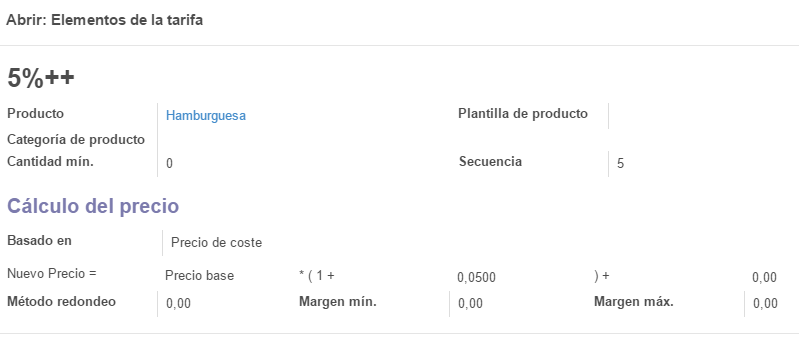 Abrir: Elementos de la tarifa
5%++
Producto Hamburguesa Plantilla de producto
Categoría de producto
Cantidad mín. 0 Secuencia 5
Cálculo del precio
Basado en Precio de coste
Nuevo Precio = Precio base * ( 1 + 0,0500 ) + 0,00
Método redondeo 0,00 Margen mín. 0,00 Margen máx. 0,00